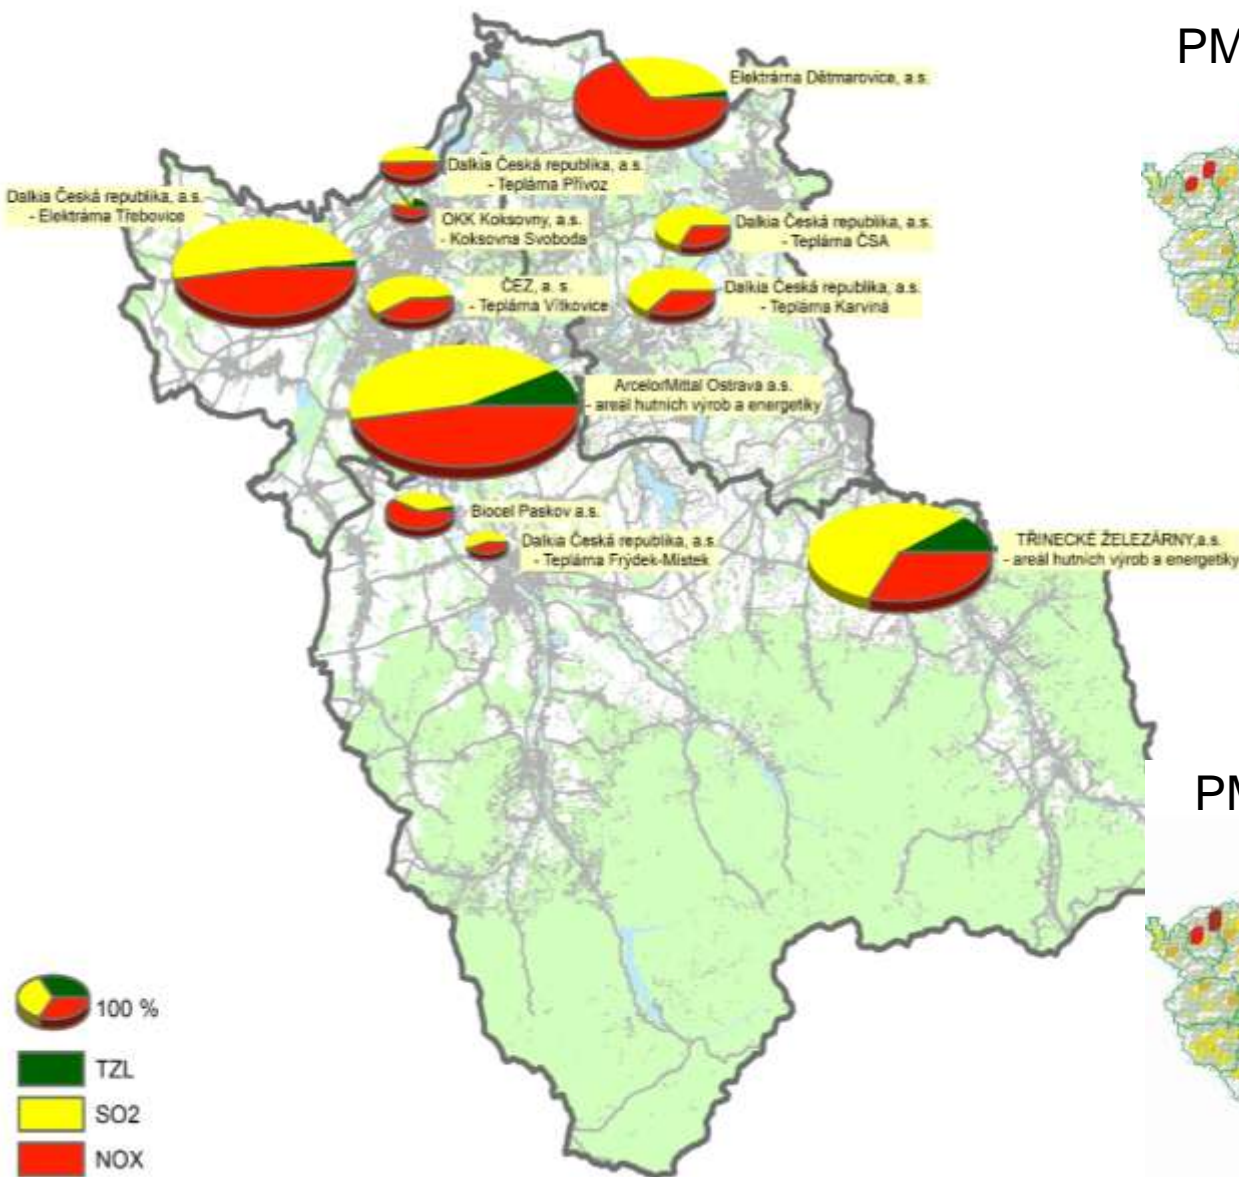 PM
Elektrárna Dětmarovice, a.s.
Dalkia Česká republika, a.s.
- Teplárna Přívoz
Dalkia Česká republika, a.s.
- Elektrárna Třebovice
OKK Koksovny, a.s.
- Koksovna Svoboda
Dalkia Česká republika, a.s.
- Teplárna ČSA
ČEZ, a. s.
- Teplárna Vítkovice
Dalkia Česká republika, a.s.
- Teplárna Karviná
ArcelorMittal Ostrava a.s.
- areál hutních výrob a energetiky
Biocel Paskov a.s.
Dalkia Česká republika, a.s.
- Teplárna Frýdek-Místek
TŘINECKÉ ŽELEZÁRNY,a.s.
- areál hutních výrob a energetiky
PM
100 %
TZL
SO2
NOX